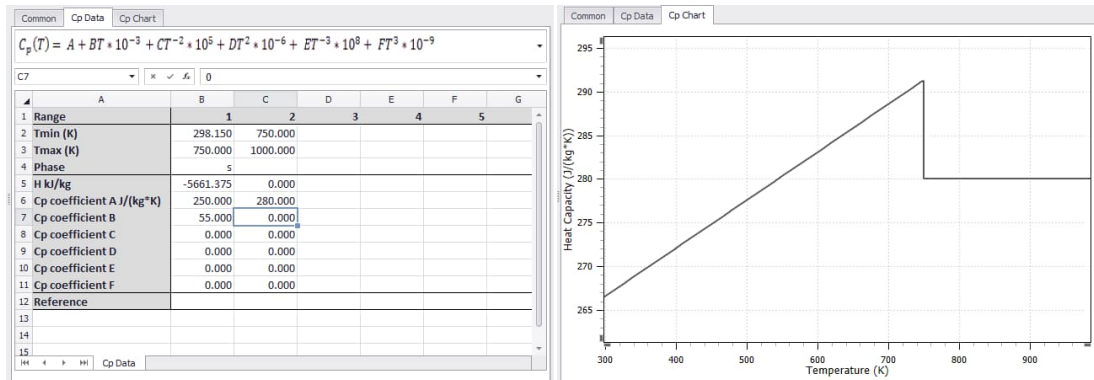 Common Cp Data Cp Chart
C_p(T) = A + BT * 10^-3 + CT^-2 * 10^5 + DT^2 * 10^-6 + ET^-3 * 10^8 + FT^3 * 10^-9
C7 0
A B C D E F G
1 Range 1 2 3 4 5
2 Tmin (K) 298.150 750.000
3 Tmax (K) 750.000 1000.000
4 Phase s
5 H kJ/kg -5661.375 0.000
6 Cp coefficient A J/(kg*K) 250.000 280.000
7 Cp coefficient B 55.000 0.000
8 Cp coefficient C 0.000 0.000
9 Cp coefficient D 0.000 0.000
10 Cp coefficient E 0.000 0.000
11 Cp coefficient F 0.000 0.000
12 Reference
13
14
15
Cp Data
Common Cp Data Cp Chart
Heat Capacity (J/(kg*K))
295
290
285
280
275
270
265
300 400 500 600 700 800 900
Temperature (K)